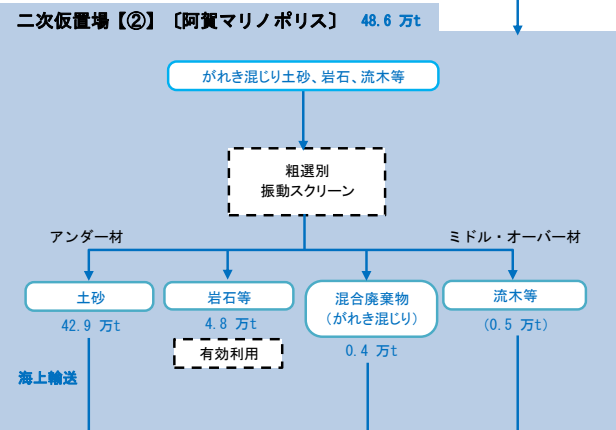 二次仮置場【②】〔阿賀マリノポリス〕 48.6 万t
がれき混じり土砂、岩石、流木等
粗選別
振動スクリーン
アンダー材
ミドル・オーバー材
土砂
岩石等
混合廃棄物
(がれき混じり)
流木等
42.9 万t
4.8 万t
0.4 万t
(0.5 万t)
有効利用
海上輸送